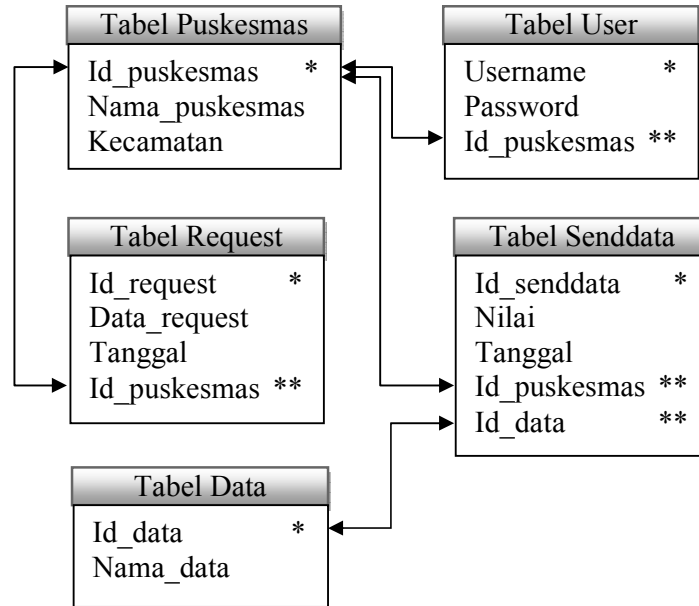 Tabel Puskesmas
Id_puskesmas *
Nama_puskesmas
Kecamatan
Tabel User
Username *
Password
Id_puskesmas **
Tabel Request
Id_request *
Data_request
Tanggal
Id_puskesmas **
Tabel Senddata
Id_senddata *
Nilai
Tanggal
Id_puskesmas **
Id_data **
Tabel Data
Id_data *
Nama_data